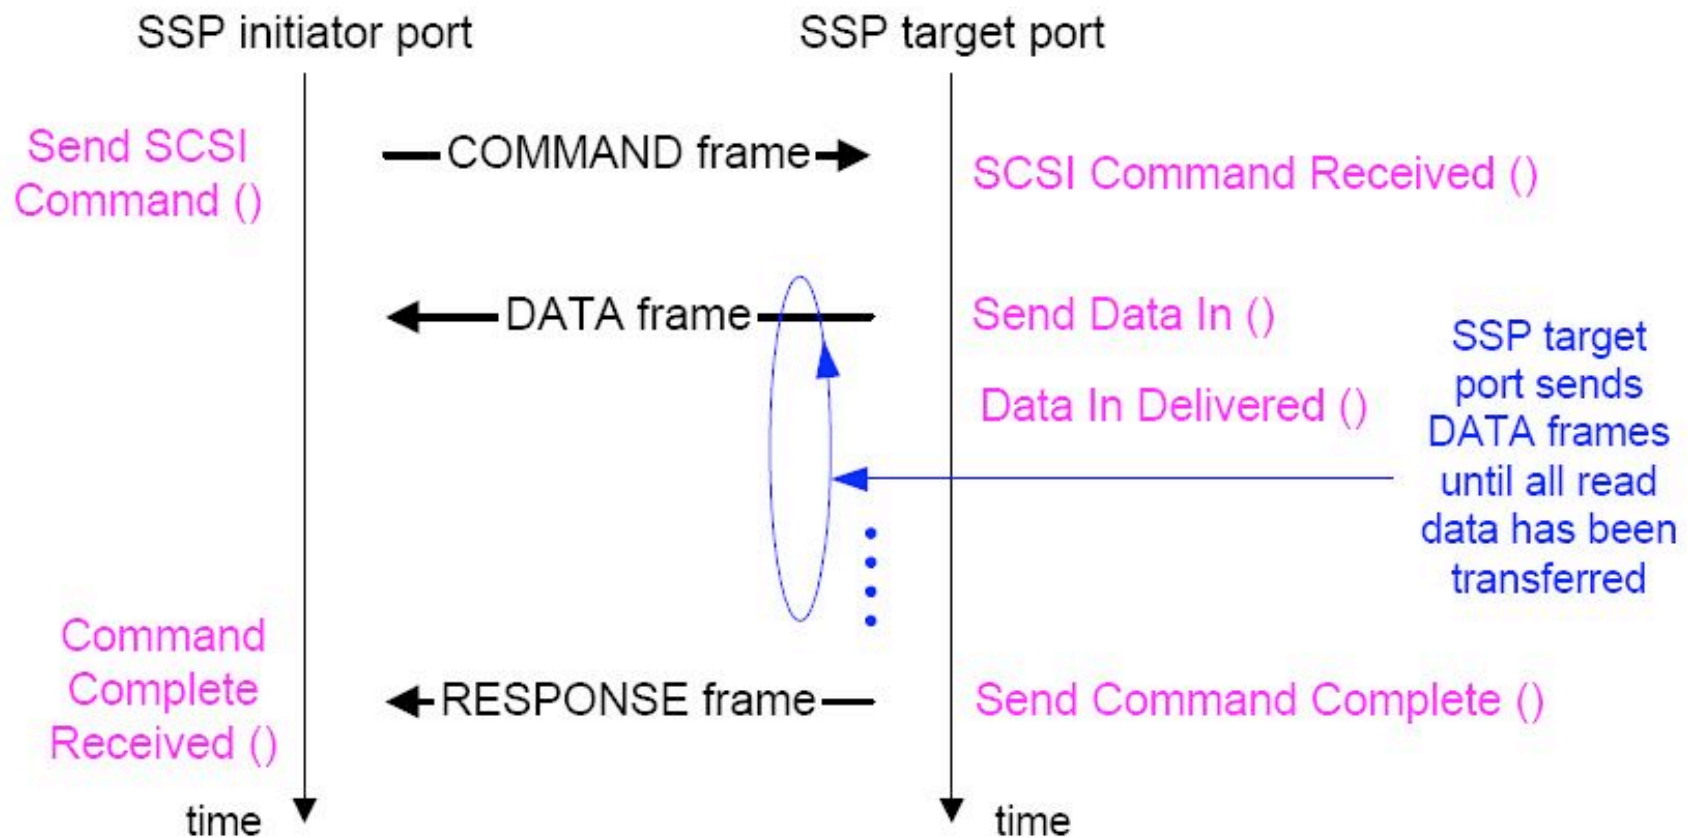 SSP initiator port
SSP target port
Send SCSI
Command ()
COMMAND frame
SCSI Command Received ()
DATA frame
Send Data In ()
Data In Delivered ()
SSP target
port sends
DATA frames
until all read
data has been
transferred
Command
Complete
Received ()
RESPONSE frame
Send Command Complete ()
time
time